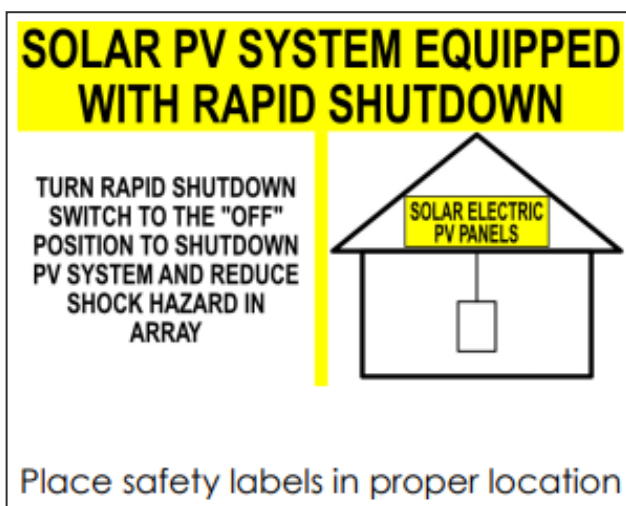 SOLAR PV SYSTEM EQUIPPED
WITH RAPID SHUTDOWN
TURN RAPID SHUTDOWN
SWITCH TO THE "OFF"
POSITION TO SHUTDOWN
PV SYSTEM AND REDUCE
SHOCK HAZARD IN
ARRAY
SOLAR ELECTRIC
PV PANELS
Place safety labels in proper location